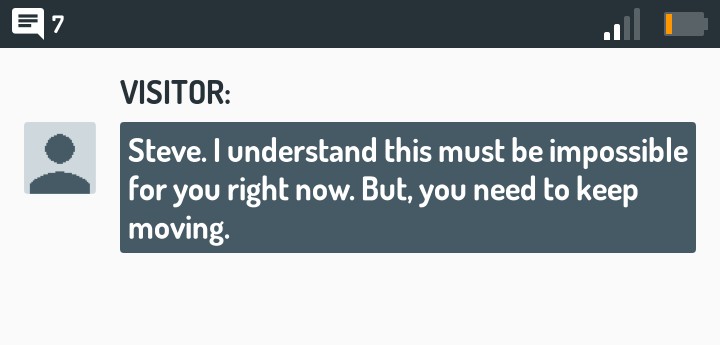 7
VISITOR:
Steve. I understand this must be impossible
for you right now. But, you need to keep
moving.